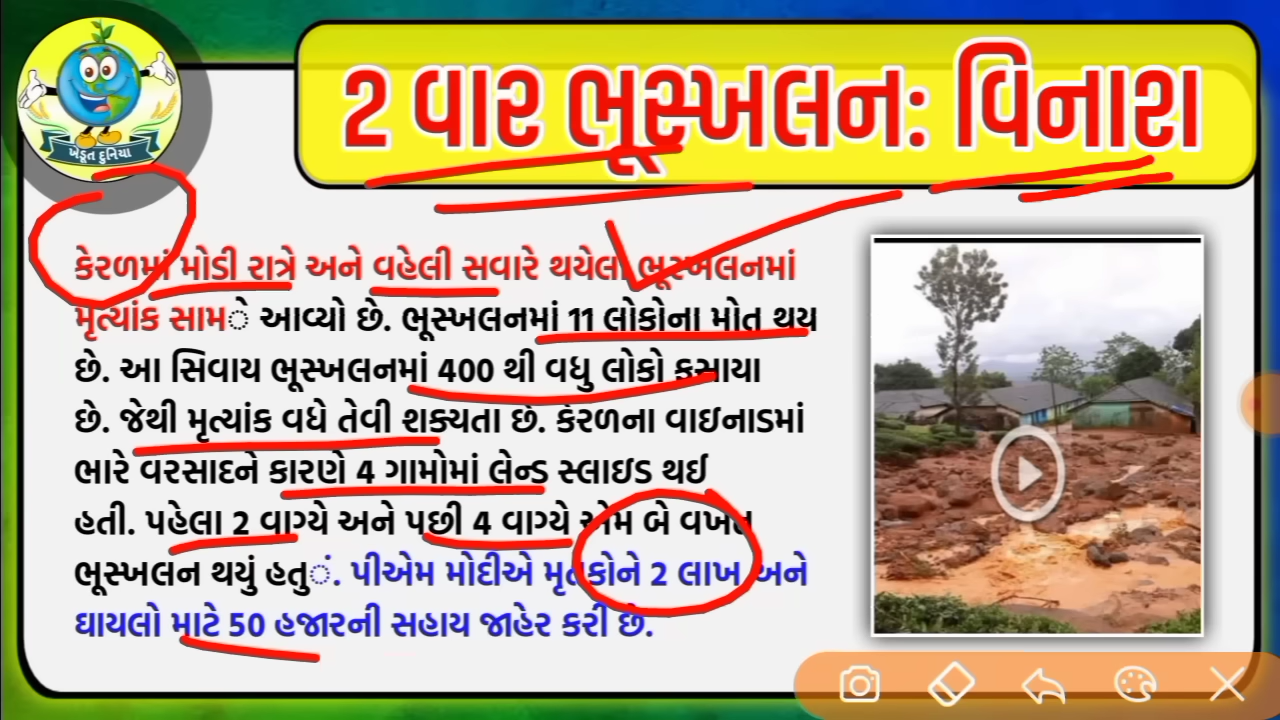 ખેડૂત દુનિયા
2 વાર ભૂસ્ખલન: વિનાશ
કેરળમાં મોડી રાત્રે અને વહેલી સવારે થયેલા ભૂસ્ખલનમાં
મૃત્યાંક સામે આવ્યો છે. ભૂસ્ખલનમાં 11 લોકોના મોત થય
છે. આ સિવાય ભૂસ્ખલનમાં 400 થી વધુ લોકો ફસાયા
છે. જેથી મૃત્યાંક વધે તેવી શક્યતા છે. કેરળના વાઇનાડમાં
ભારે વરસાદને કારણે 4 ગામોમાં લેન્ડ સ્લાઇડ થઈ
હતી. પહેલા 2 વાગ્યે અને પછી 4 વાગ્યે એમ બે વખત
ભૂસ્ખલન થયું હતું. પીએમ મોદીએ મૃતકોને 2 લાખ અને
ઘાયલો માટે 50 હજારની સહાય જાહેર કરી છે.